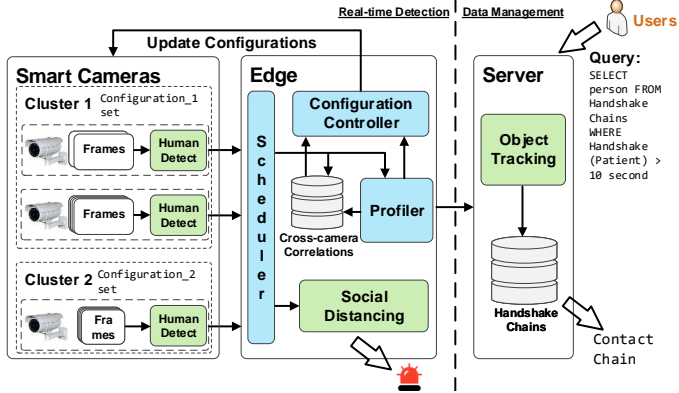 Real-time Detection
Data Management
Users
Update Configurations
Smart Cameras
Cluster 1
Configuration_1
set
Frames
Human
Detect
Frames
Human
Detect
Cluster 2
Configuration_2
set
Fra
mes
Human
Detect
Edge
Scheduler
Configuration
Controller
Cross-camera
Correlations
Profiler
Social
Distancing
Server
Object
Tracking
Handshake
Chains
Query:
SELECT
person FROM
Handshake
Chains
WHERE
Handshake
(Patient) >
10 second
Contact
Chain